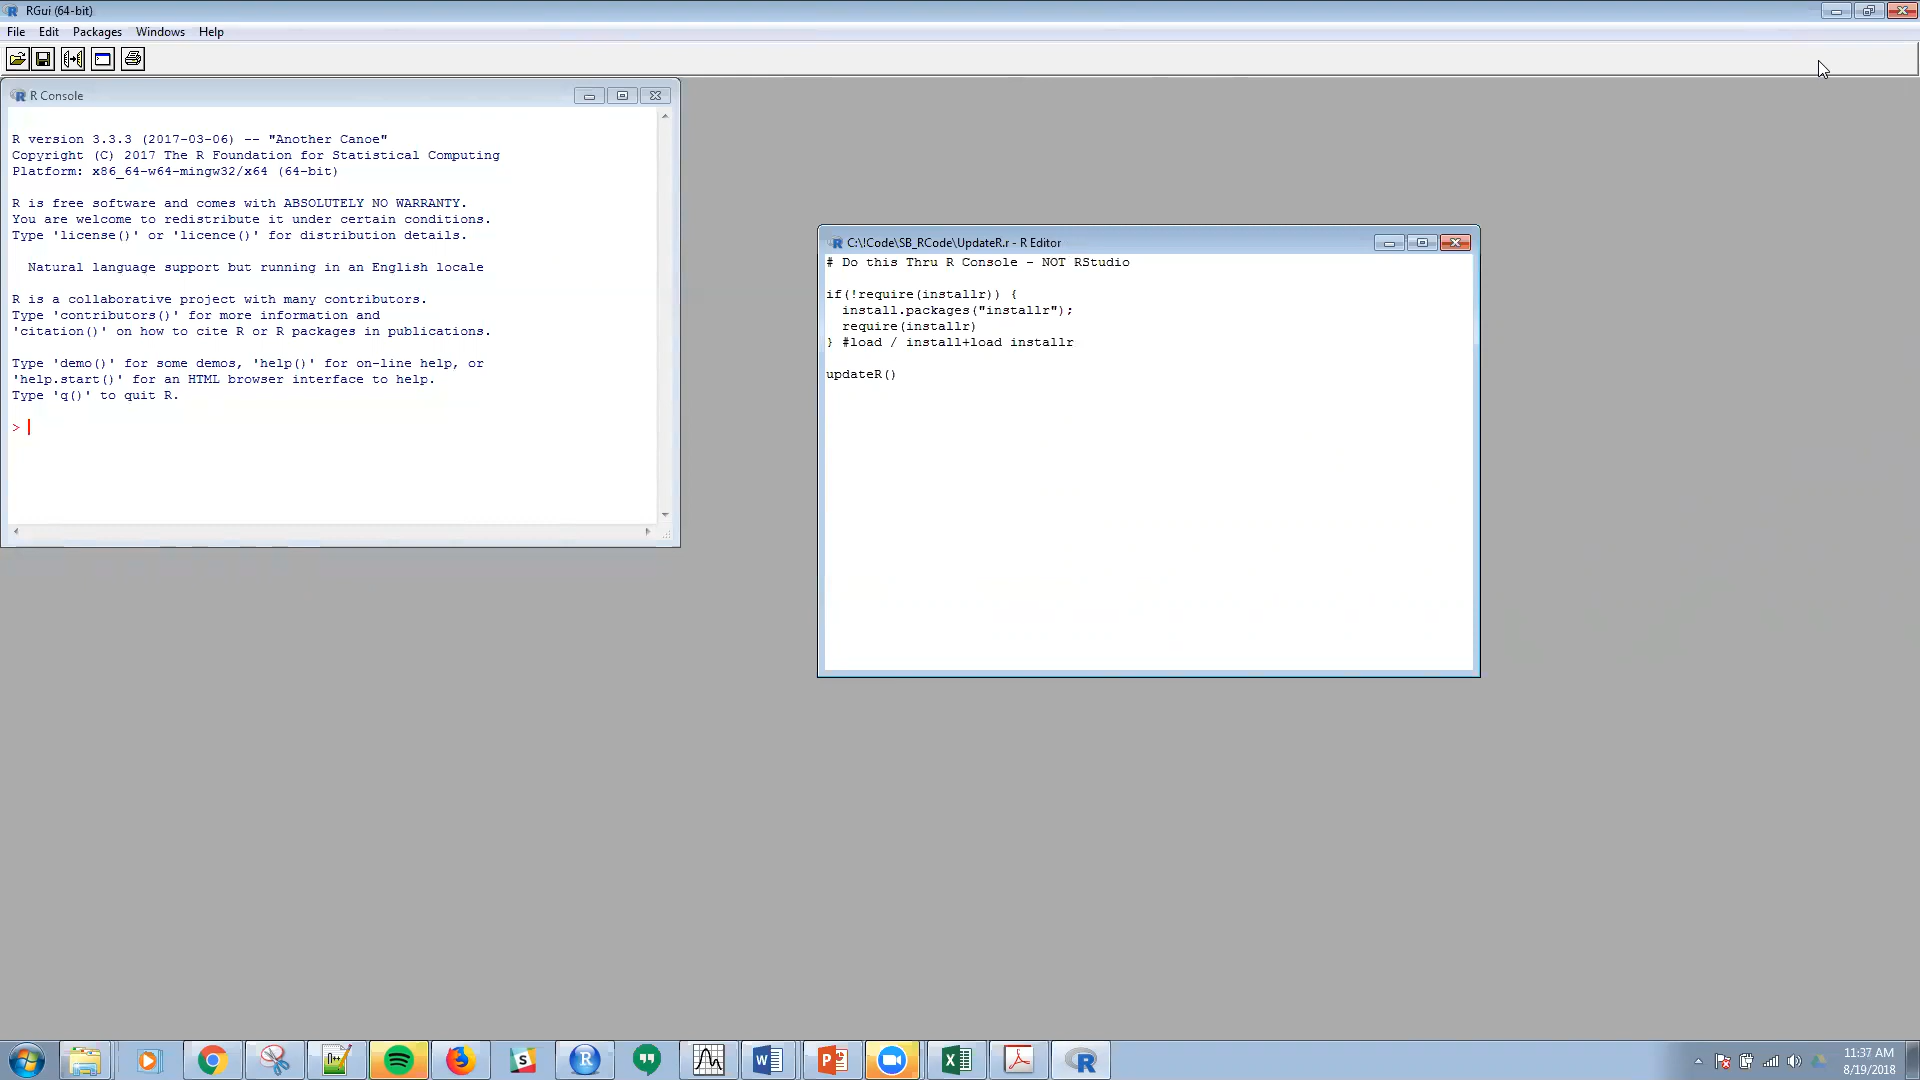 RGui (64-bit)
File Edit Packages Windows Help
R Console
R version 3.3.3 (2017-03-06) -- "Another Canoe"
Copyright (C) 2017 The R Foundation for Statistical Computing
Platform: x86_64-w64-mingw32/x64 (64-bit)
R is free software and comes with ABSOLUTELY NO WARRANTY.
You are welcome to redistribute it under certain conditions.
Type 'license()' or 'licence()' for distribution details.
Natural language support but running in an English locale
R is a collaborative project with many contributors.
Type 'contributors()' for more information and
'citation()' on how to cite R or R packages in publications.
Type 'demo()' for some demos, 'help()' for on-line help, or
'help.start()' for an HTML browser interface to help.
Type 'q()' to quit R.
>
C:\!Code\SB_RCode\UpdateR.r - R Editor
# Do this Thru R Console - NOT RStudio
if(!require(installr)) {
install.packages("installr");
require(installr)
} #load / install+load installr
updateR()
11:37 AM
8/19/2018